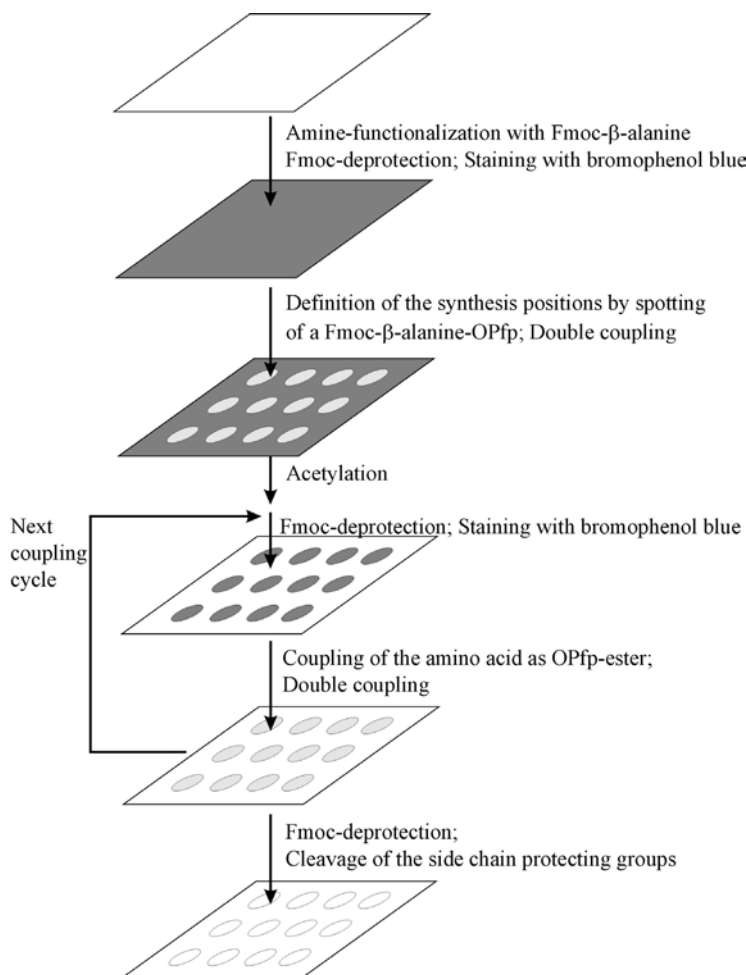 Amine-functionalization with Fmoc-β-alanine
Fmoc-deprotection; Staining with bromophenol blue
Definition of the synthesis positions by spotting
of a Fmoc-β-alanine-OPfp; Double coupling
Acetylation
Next
coupling
cycle
Fmoc-deprotection; Staining with bromophenol blue
Coupling of the amino acid as OPfp-ester;
Double coupling
Fmoc-deprotection;
Cleavage of the side chain protecting groups